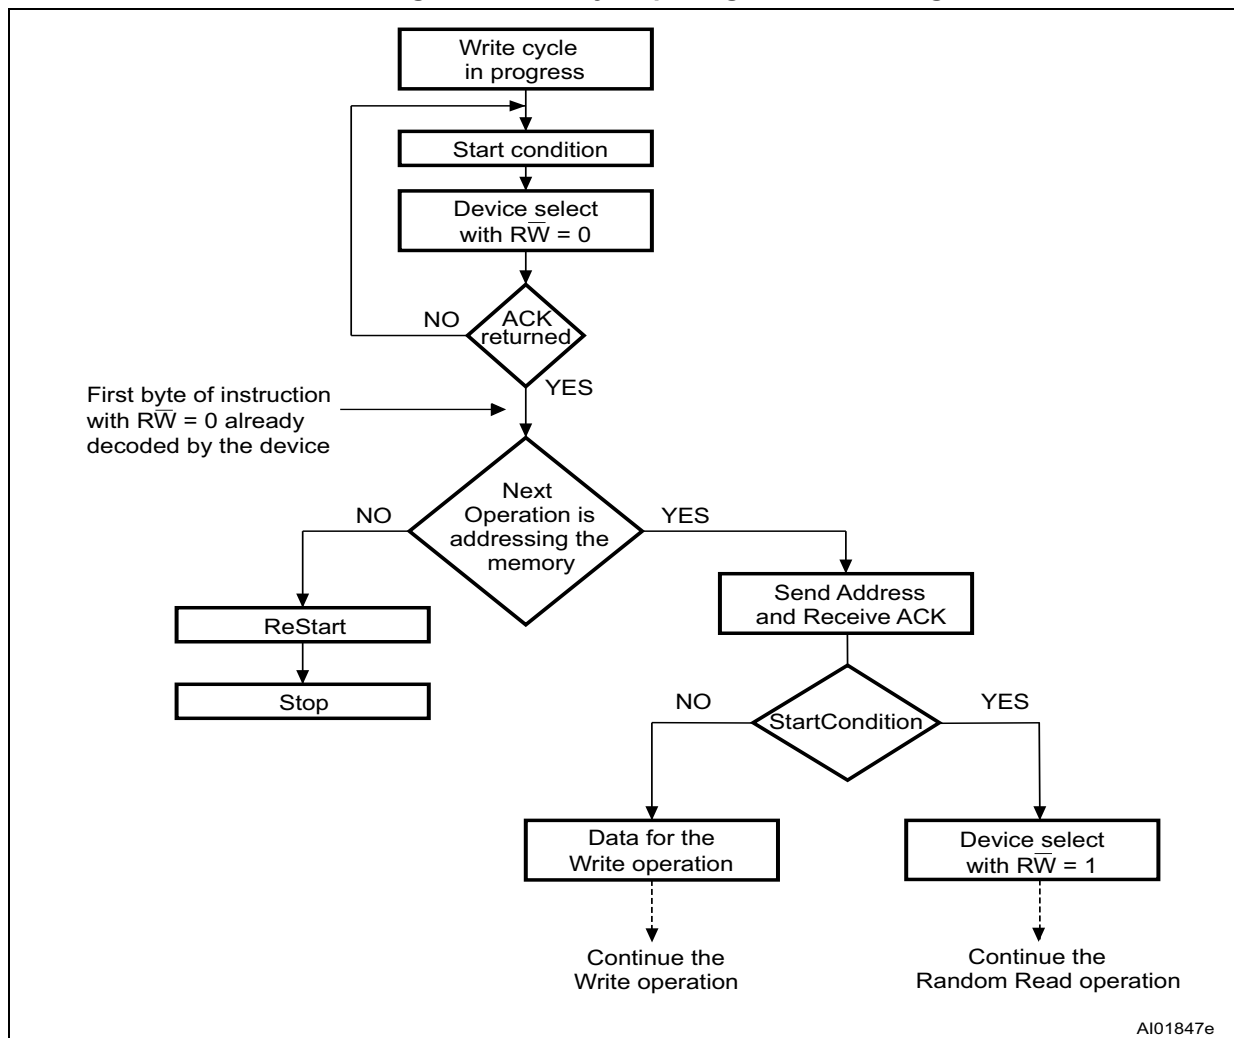 Write cycle
in progress
Start condition
Device select
with RW̅ = 0
ACK
returned
NO
YES
First byte of instruction
with RW̅ = 0 already
decoded by the device
Next
Operation is
addressing the
memory
NO
YES
ReStart
Stop
Send Address
and Receive ACK
StartCondition
NO
YES
Data for the
Write operation
Device select
with RW̅ = 1
Continue the
Write operation
Continue the
Random Read operation
AI01847e